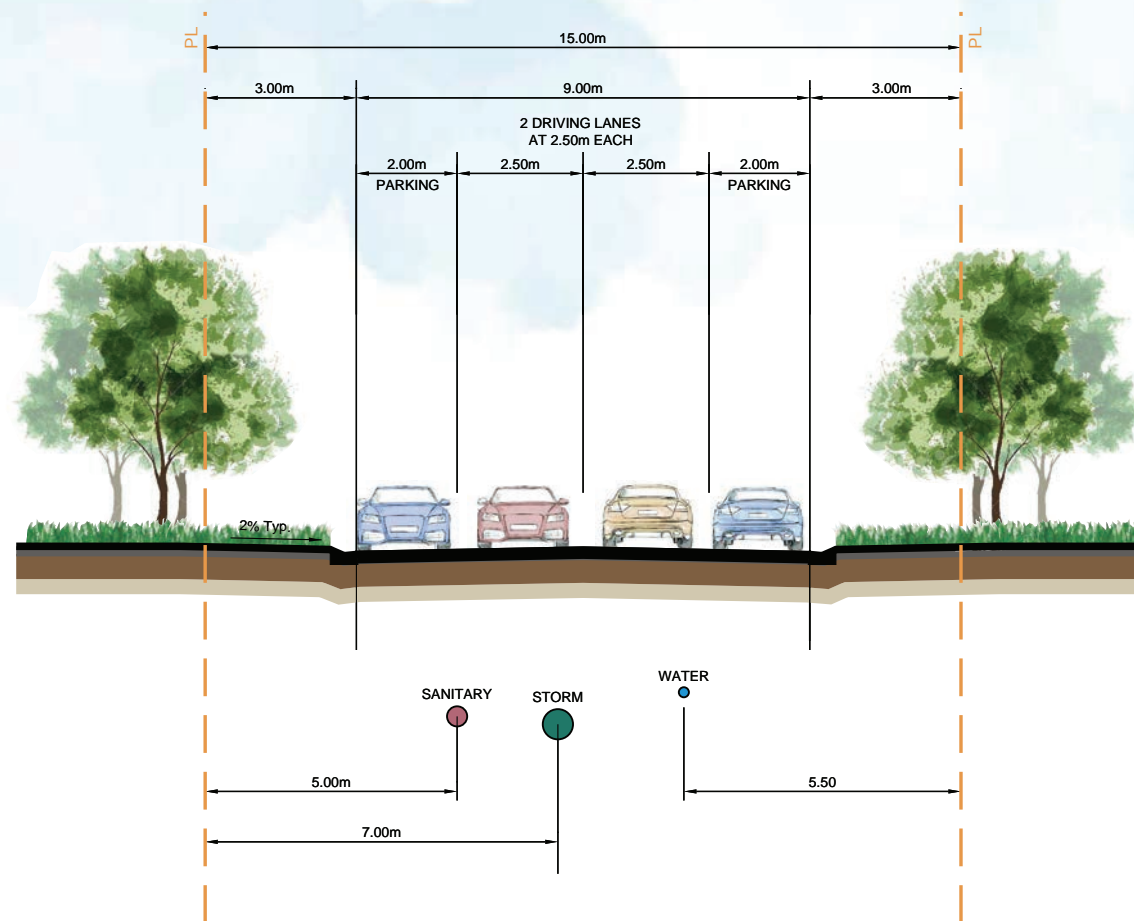 PL
15.00m
PL
3.00m
9.00m
3.00m
2 DRIVING LANES
AT 2.50m EACH
2.00m
2.50m
2.50m
2.00m
PARKING
PARKING
2% Typ.
WATER
SANITARY
STORM
5.00m
5.50
7.00m